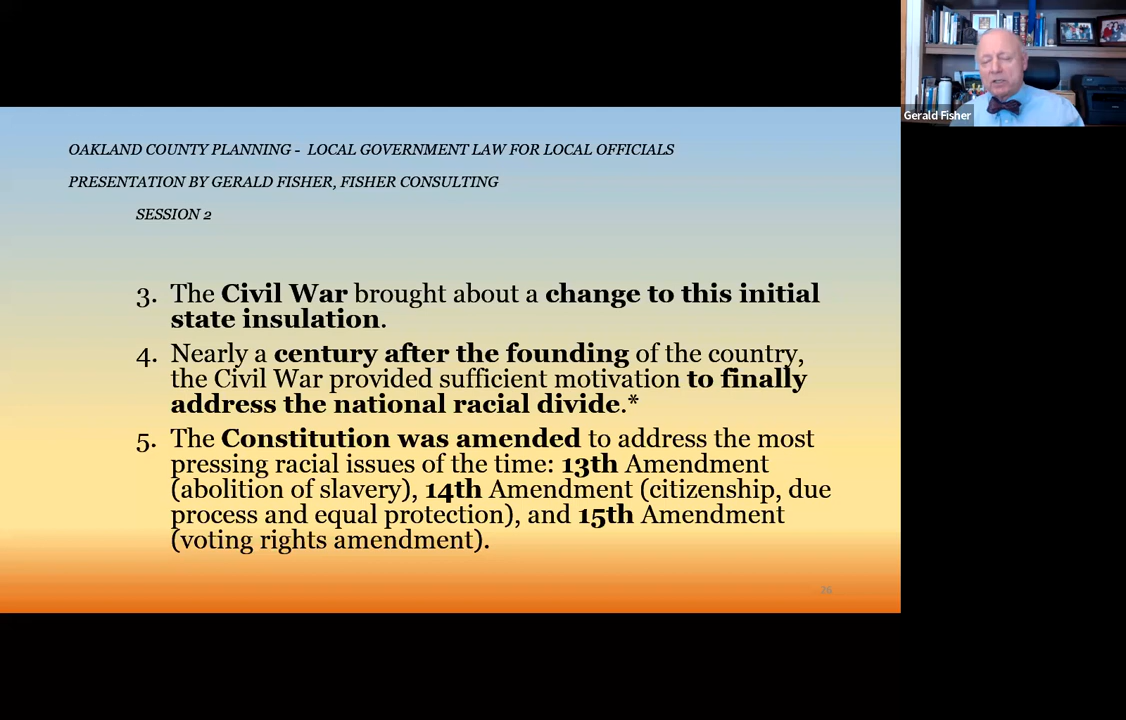 Gerald Fisher
OAKLAND COUNTY PLANNING - LOCAL GOVERNMENT LAW FOR LOCAL OFFICIALS
PRESENTATION BY GERALD FISHER, FISHER CONSULTING
SESSION 2
3. The Civil War brought about a change to this initial
state insulation.
4. Nearly a century after the founding of the country,
the Civil War provided sufficient motivation to finally
address the national racial divide.*
5. The Constitution was amended to address the most
pressing racial issues of the time: 13th Amendment
(abolition of slavery), 14th Amendment (citizenship, due
process and equal protection), and 15th Amendment
(voting rights amendment).
26